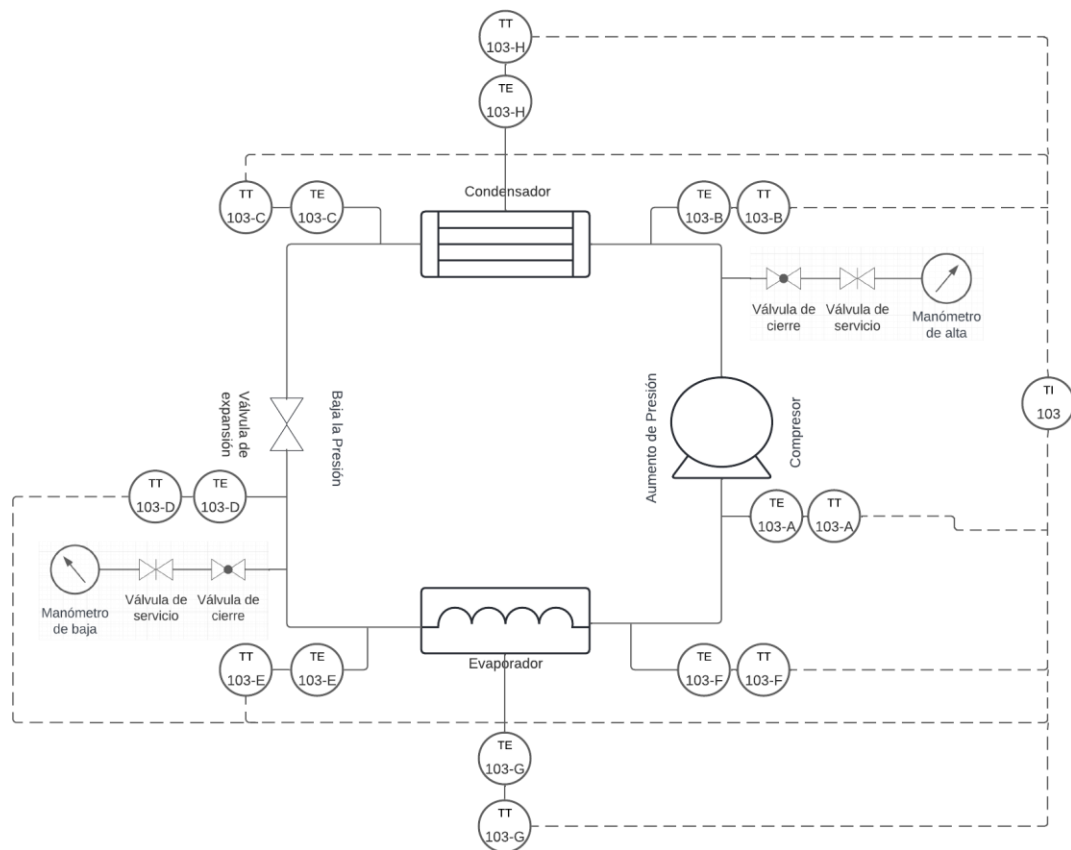 TT
103-H
TE
103-H
Condensador
TT
103-C
TE
103-C
TE
103-B
TT
103-B
Válvula de
cierre
Válvula de
servicio
Manómetro
de alta
Válvula de
expansión
Baja la Presión
Aumento de Presión
Compresor
TI
103
TT
103-D
TE
103-D
TE
103-A
TT
103-A
Manómetro
de baja
Válvula de
servicio
Válvula de
cierre
Evaporador
TT
103-E
TE
103-E
TE
103-F
TT
103-F
TE
103-G
TT
103-G